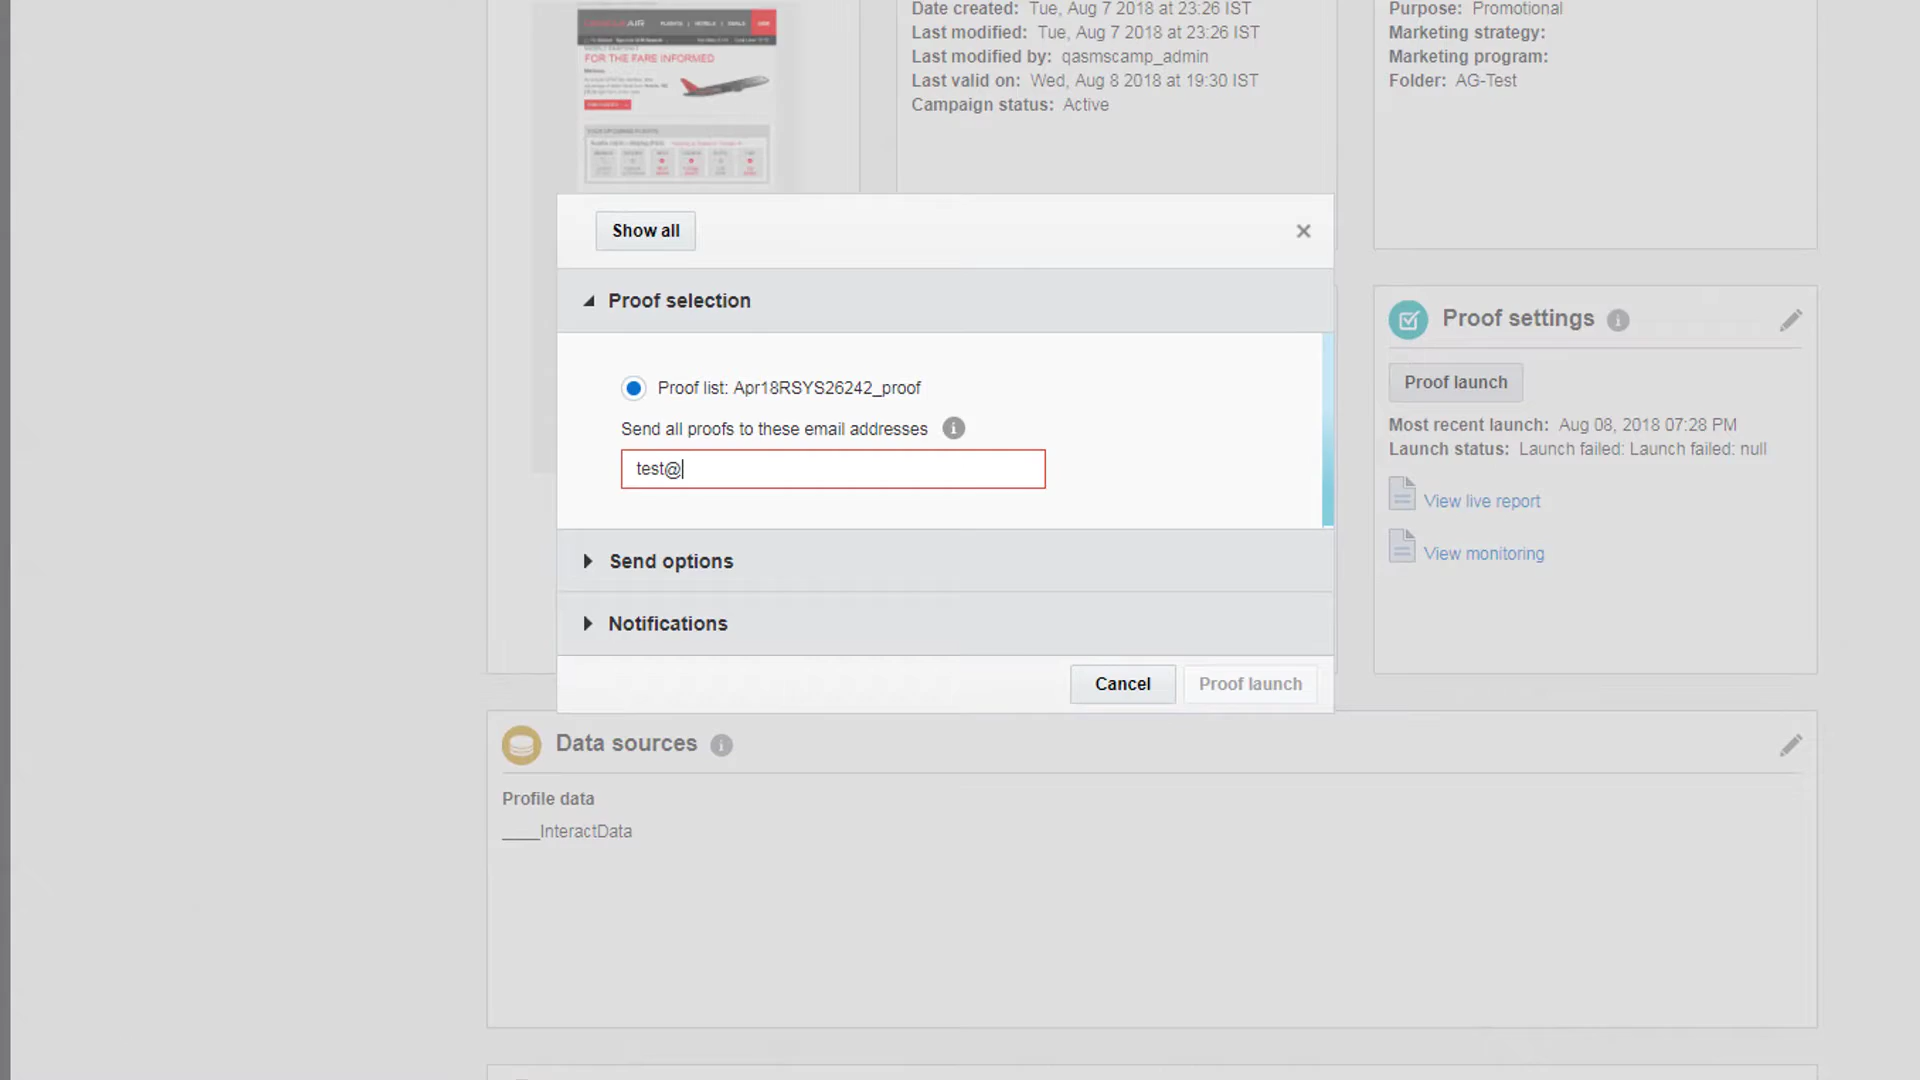 FOR THE FARE INFORMED
Date created: Tue, Aug 7 2018 at 23:26 IST
Last modified: Tue, Aug 7 2018 at 23:26 IST
Last modified by: qasmscamp_admin
Last valid on: Wed, Aug 8 2018 at 19:30 IST
Campaign status: Active
Purpose: Promotional
Marketing strategy:
Marketing program:
Folder: AG-Test
Show all
Proof selection
Proof list: Apr18RSYS26242_proof
Send all proofs to these email addresses
test@
Send options
Notifications
Cancel
Proof launch
Proof settings
Proof launch
Most recent launch: Aug 08, 2018 07:28 PM
Launch status: Launch failed: Launch failed: null
View live report
View monitoring
Data sources
Profile data
____InteractData